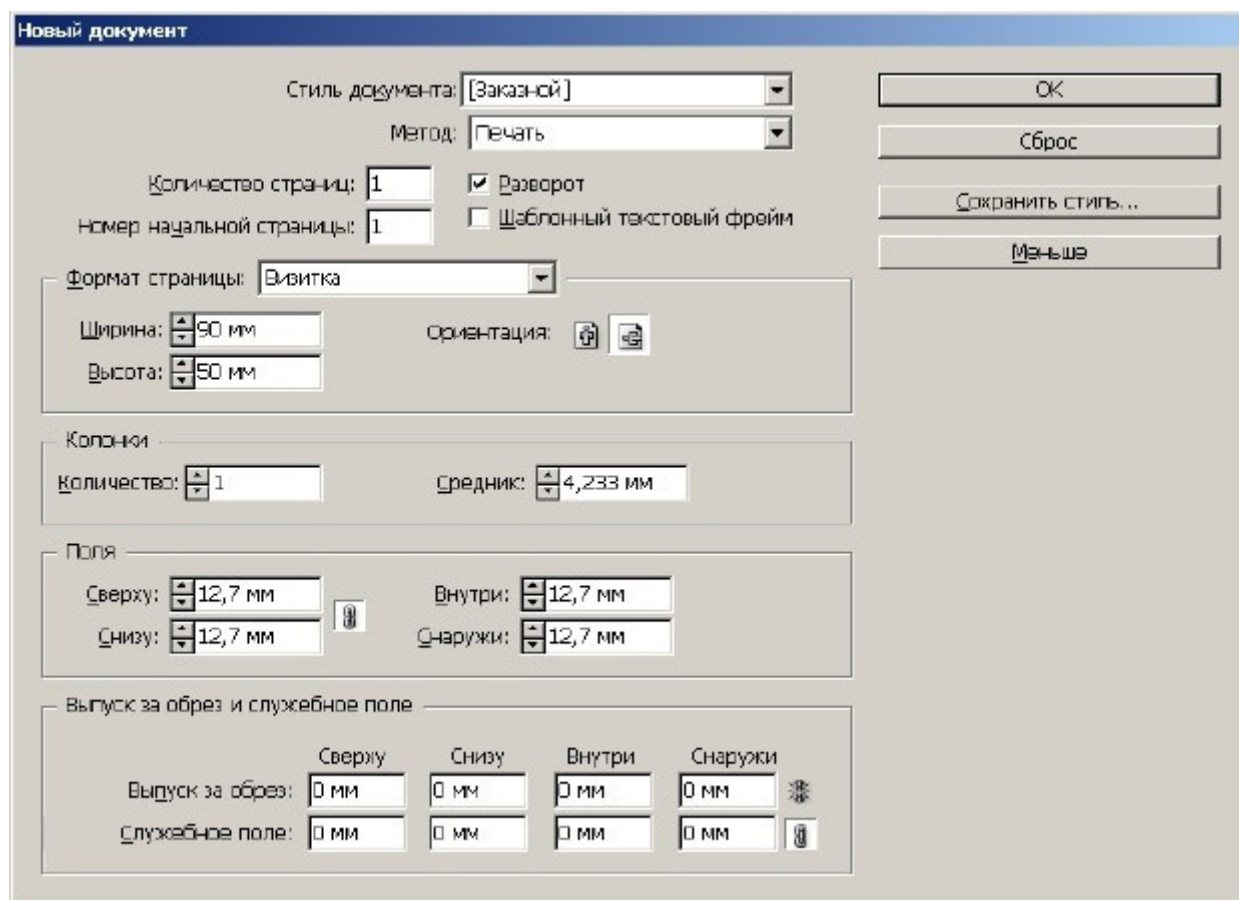 Новый документ
Стиль документа: [Заказной]
OK
Метод: Печать
Сброс
Количество страниц: 1
Разворот
Сохранить стиль...
Номер начальной страницы: 1
Шаблонный текстовый фрейм
Меньше
Формат страницы: Визитка
Ширина: 90 мм
Ориентация:
Высота: 50 мм
Колонки
Количество: 1
Средник: 4,233 мм
Поля
Сверху: 12,7 мм
Внутри: 12,7 мм
Снизу: 12,7 мм
Снаружи: 12,7 мм
Выпуск за обрез и служебное поле
Сверху Снизу Внутри Снаружи
Выпуск за обрез: 0 мм 0 мм 0 мм 0 мм
Служебное поле: 0 мм 0 мм 0 мм 0 мм